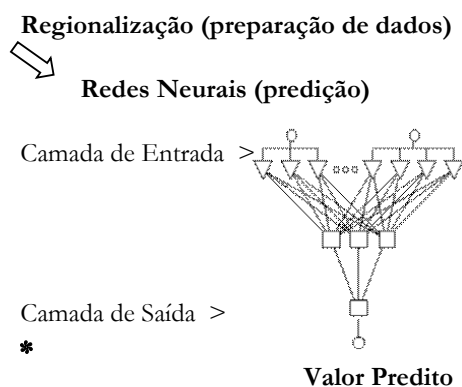 Regionalização (preparação de dados)
Redes Neurais (predição)
Camada de Entrada >
Camada de Saída >
*
Valor Predito